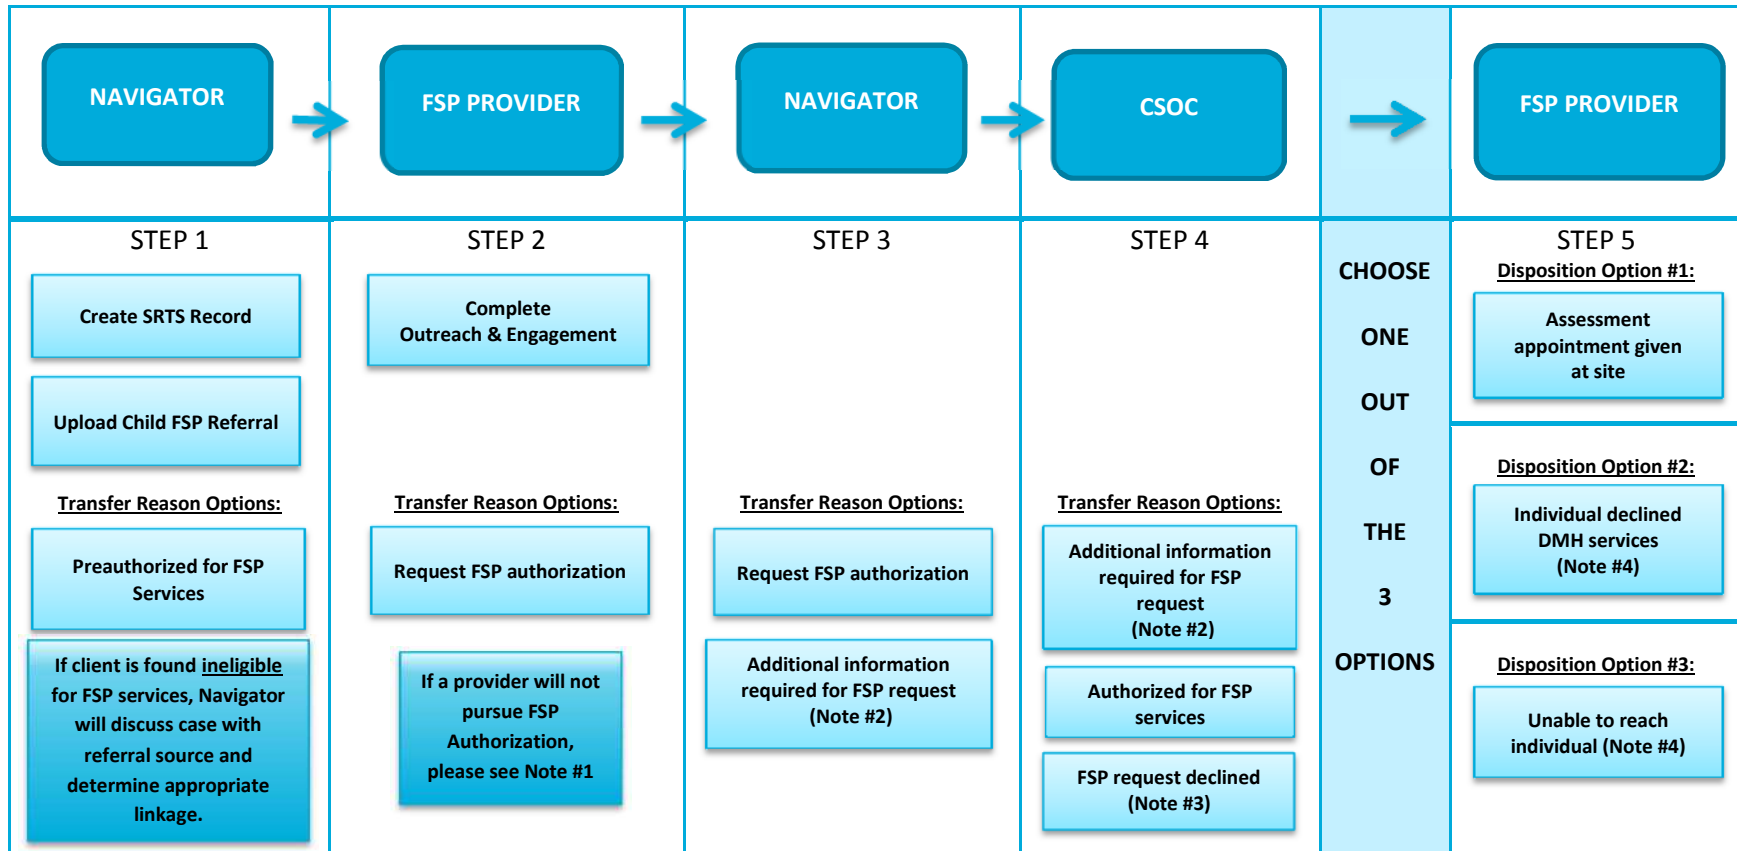 NAVIGATOR
FSP PROVIDER
NAVIGATOR
CSOC
FSP PROVIDER
STEP 1
Create SRTS Record
Upload Child FSP Referral
Transfer Reason Options:
Preauthorized for FSP
Services
If client is found ineligible
for FSP services, Navigator
will discuss case with
referral source and
determine appropriate
linkage.
STEP 2
Complete
Outreach & Engagement
Transfer Reason Options:
Request FSP authorization
If a provider will not
pursue FSP
Authorization,
please see Note #1
STEP 3
Transfer Reason Options:
Request FSP authorization
Additional information
required for FSP request
(Note #2)
STEP 4
Transfer Reason Options:
Additional information
required for FSP
request
(Note #2)
Authorized for FSP
services
FSP request declined
(Note #3)
CHOOSE
ONE
OUT
OF
THE
3
OPTIONS
STEP 5
Disposition Option #1:
Assessment
appointment given
at site
Disposition Option #2:
Individual declined
DMH services
(Note #4)
Disposition Option #3:
Unable to reach
individual (Note #4)